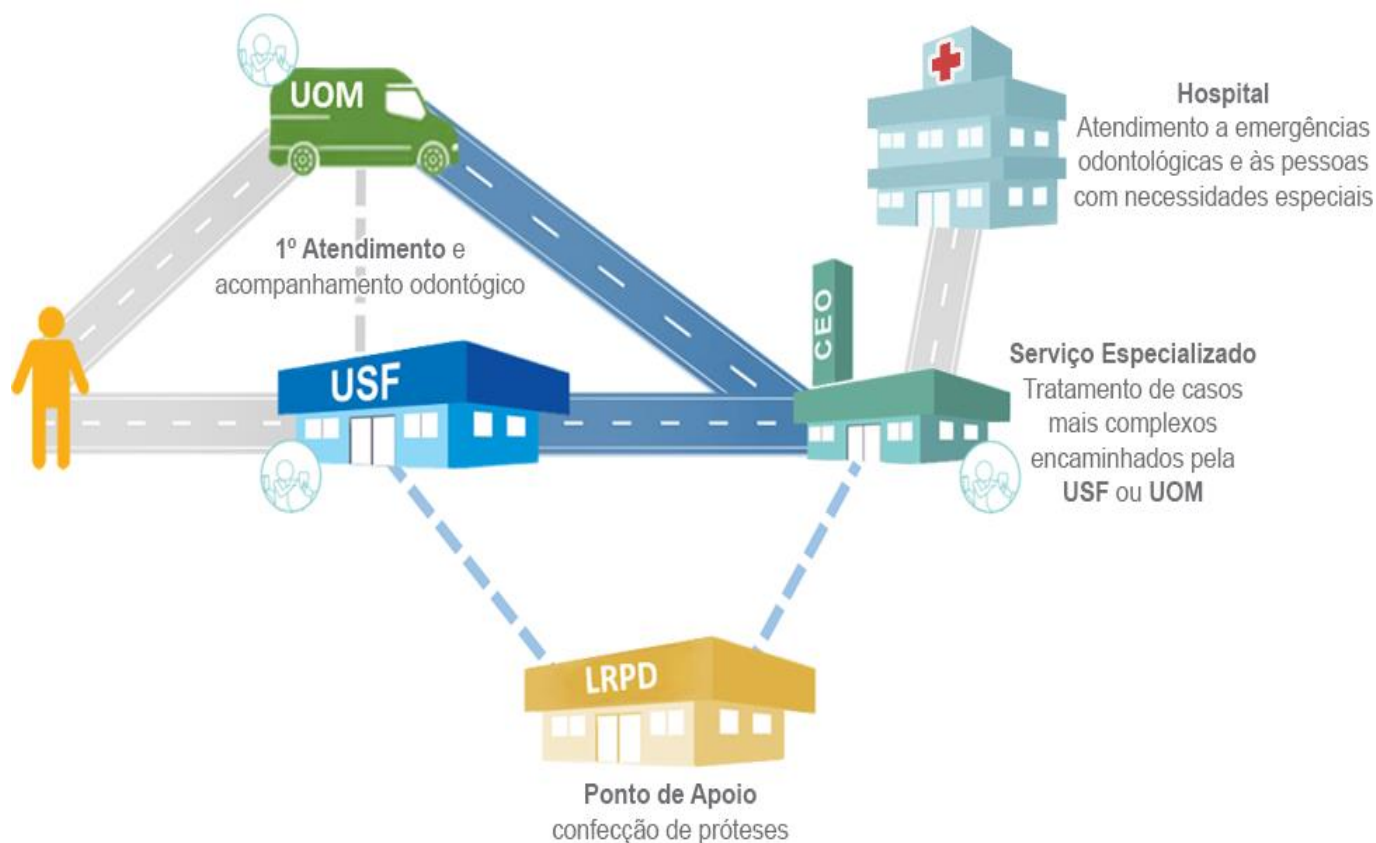 UOM
Hospital
Atendimento a emergências
odontológicas e às pessoas
com necessidades especiais
1º Atendimento e
acompanhamento odontógico
CEO
USF
Serviço Especializado
Tratamento de casos
mais complexos
encaminhados pela
USF ou UOM
LRPD
Ponto de Apoio
confecção de próteses